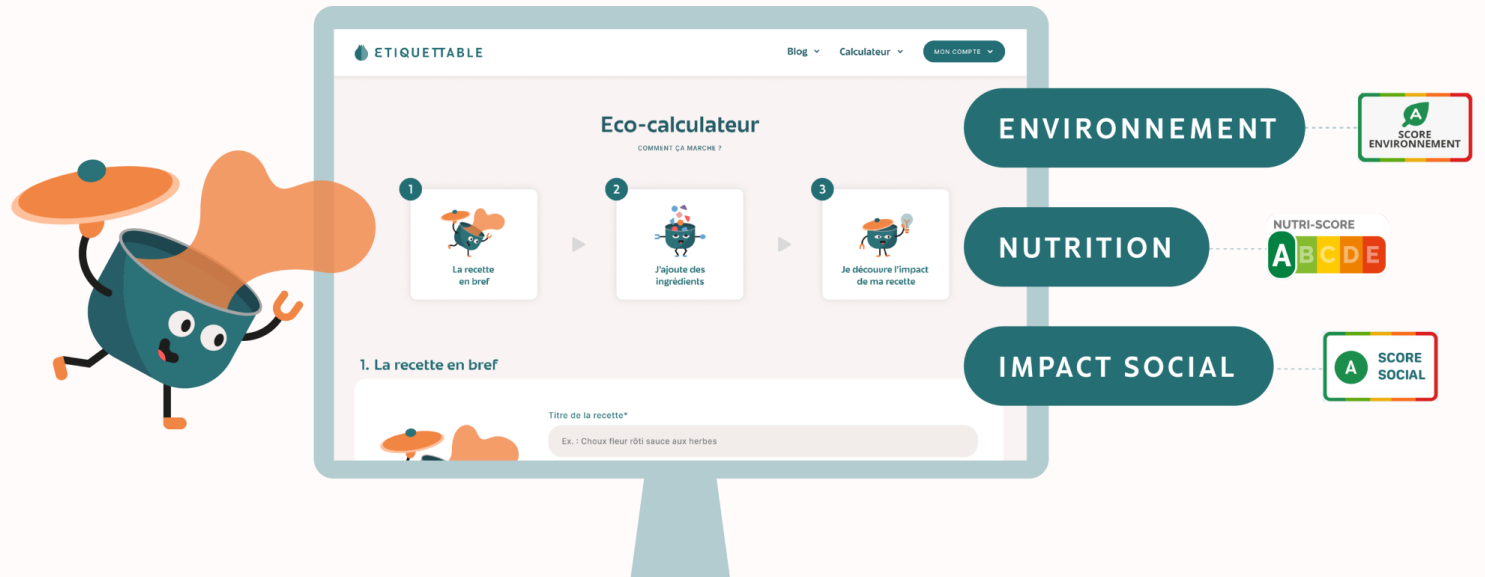 ETIQUETTABLE
Blog
Calculateur
MON COMPTE
Eco-calculateur
COMMENT ÇA MARCHE ?
1
La recette
en bref
2
J'ajoute des
ingrédients
3
Je découvre l'impact
de ma recette
1. La recette en bref
Titre de la recette*
Ex. : Choux fleur rôti sauce aux herbes
ENVIRONNEMENT
A
SCORE
ENVIRONNEMENT
NUTRITION
NUTRI-SCORE
A B C D E
IMPACT SOCIAL
A
SCORE
SOCIAL